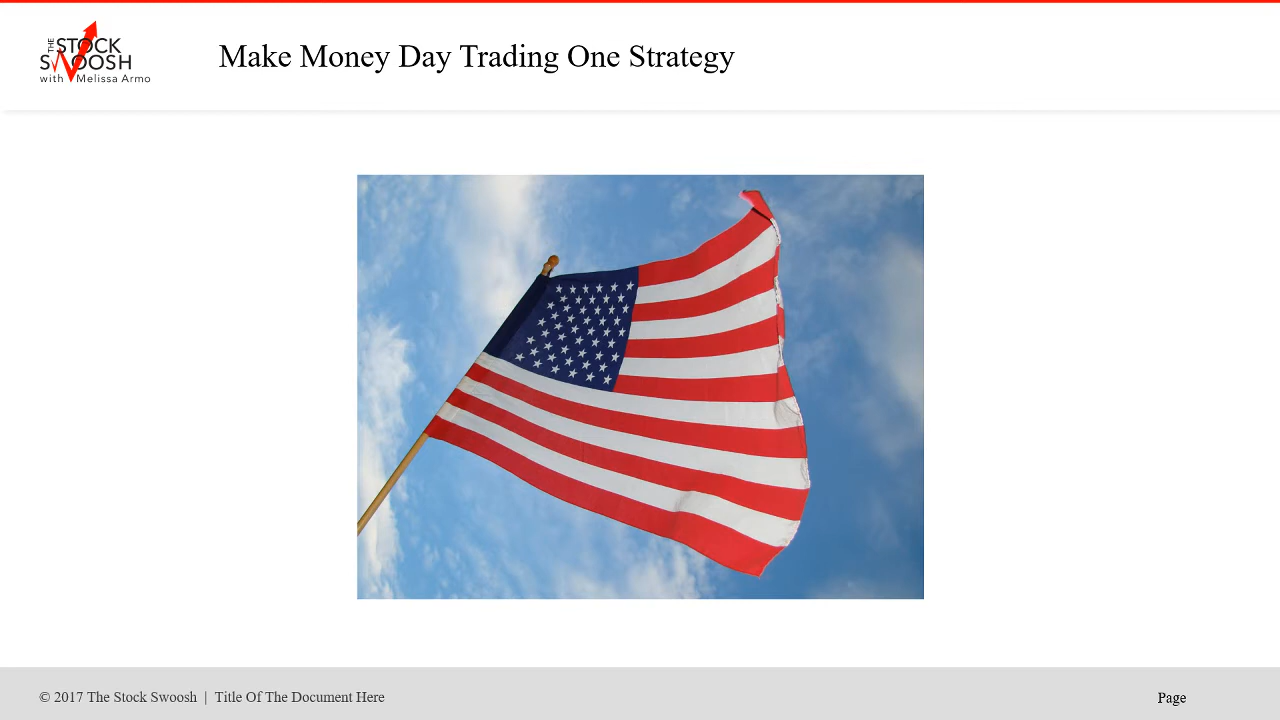 THE STOCK
SWOOSH
with Melissa Armo
Make Money Day Trading One Strategy
© 2017 The Stock Swoosh | Title Of The Document Here
Page